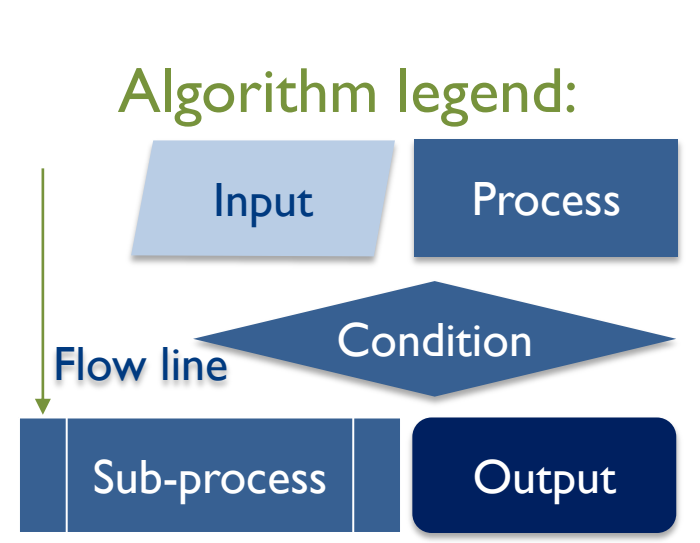 Algorithm legend:
Input
Process
Condition
Flow line
Sub-process
Output